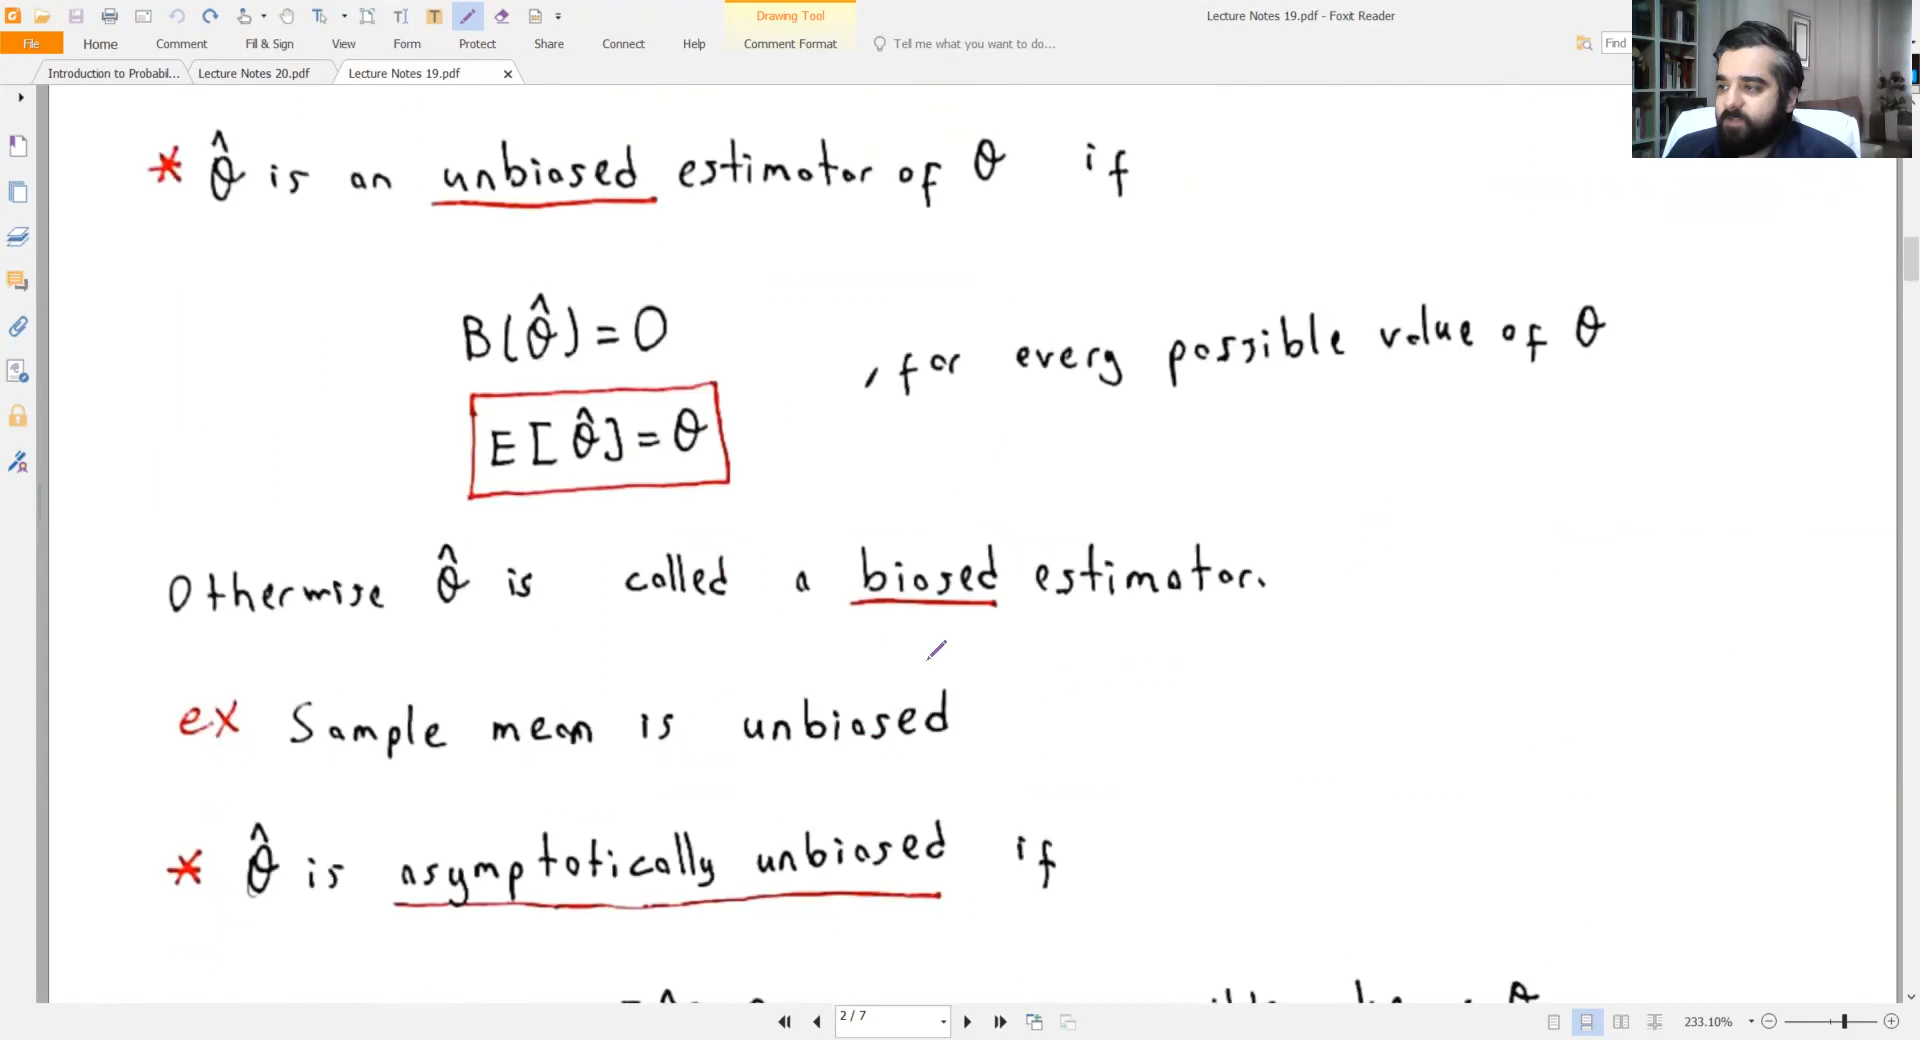 Drawing Tool
Lecture Notes 19.pdf - Foxit Reader
File Home Comment Fill & Sign View Form Protect Share Connect Help Comment Format Tell me what you want to do... Find
Introduction to Probabil... Lecture Notes 20.pdf Lecture Notes 19.pdf
* θ̂ is an unbiased estimator of θ if
B(θ̂) = 0
, for every possible value of θ
E[θ̂] = θ
Otherwise θ̂ is called a biased estimator.
ex Sample mean is unbiased
* θ̂ is asymptotically unbiased if
2 / 7
233.10%